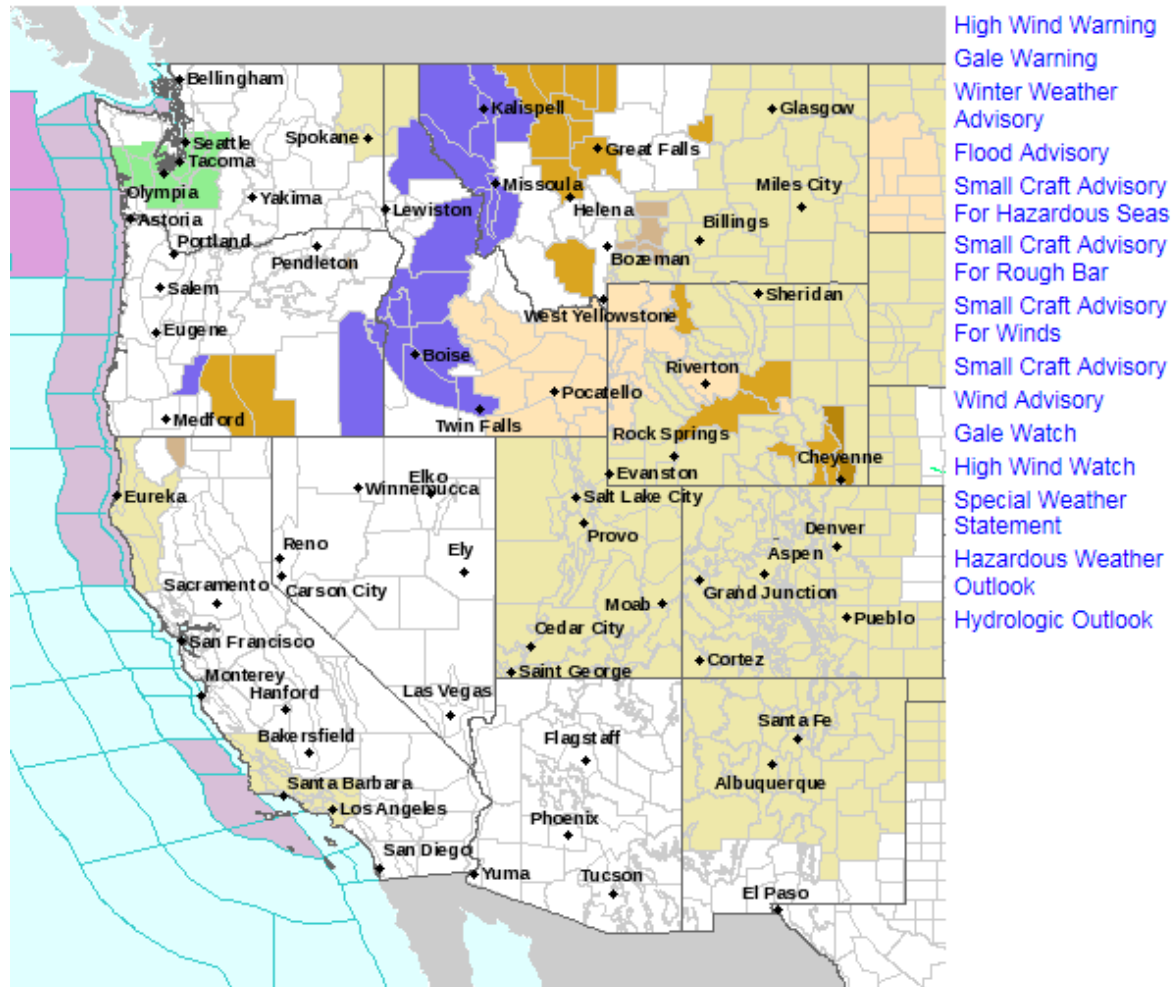 Bellingham
Kalispell
Glasgow
Seattle
Spokane
Great Falls
Tacoma
Missoula
Miles City
Olympia
Yakima
Lewiston
Helena
Astoria
Billings
Portland
Pendleton
Bozeman
Salem
Sheridan
West Yellowstone
Eugene
Boise
Riverton
Pocatello
Medford
Twin Falls
Rock Springs
Cheyenne
Evanston
Elko
Winnemucca
Eureka
Salt Lake City
Provo
Denver
Reno
Ely
Aspen
Sacramento
Carson City
Grand Junction
Moab
Pueblo
Cedar City
San Francisco
Cortez
Saint George
Monterey
Hanford
Las Vegas
Santa Fe
Bakersfield
Flagstaff
Albuquerque
Santa Barbara
Los Angeles
Phoenix
San Diego
Yuma
Tucson
El Paso
High Wind Warning
Gale Warning
Winter Weather
Advisory
Flood Advisory
Small Craft Advisory
For Hazardous Seas
Small Craft Advisory
For Rough Bar
Small Craft Advisory
For Winds
Small Craft Advisory
Wind Advisory
Gale Watch
High Wind Watch
Special Weather
Statement
Hazardous Weather
Outlook
Hydrologic Outlook